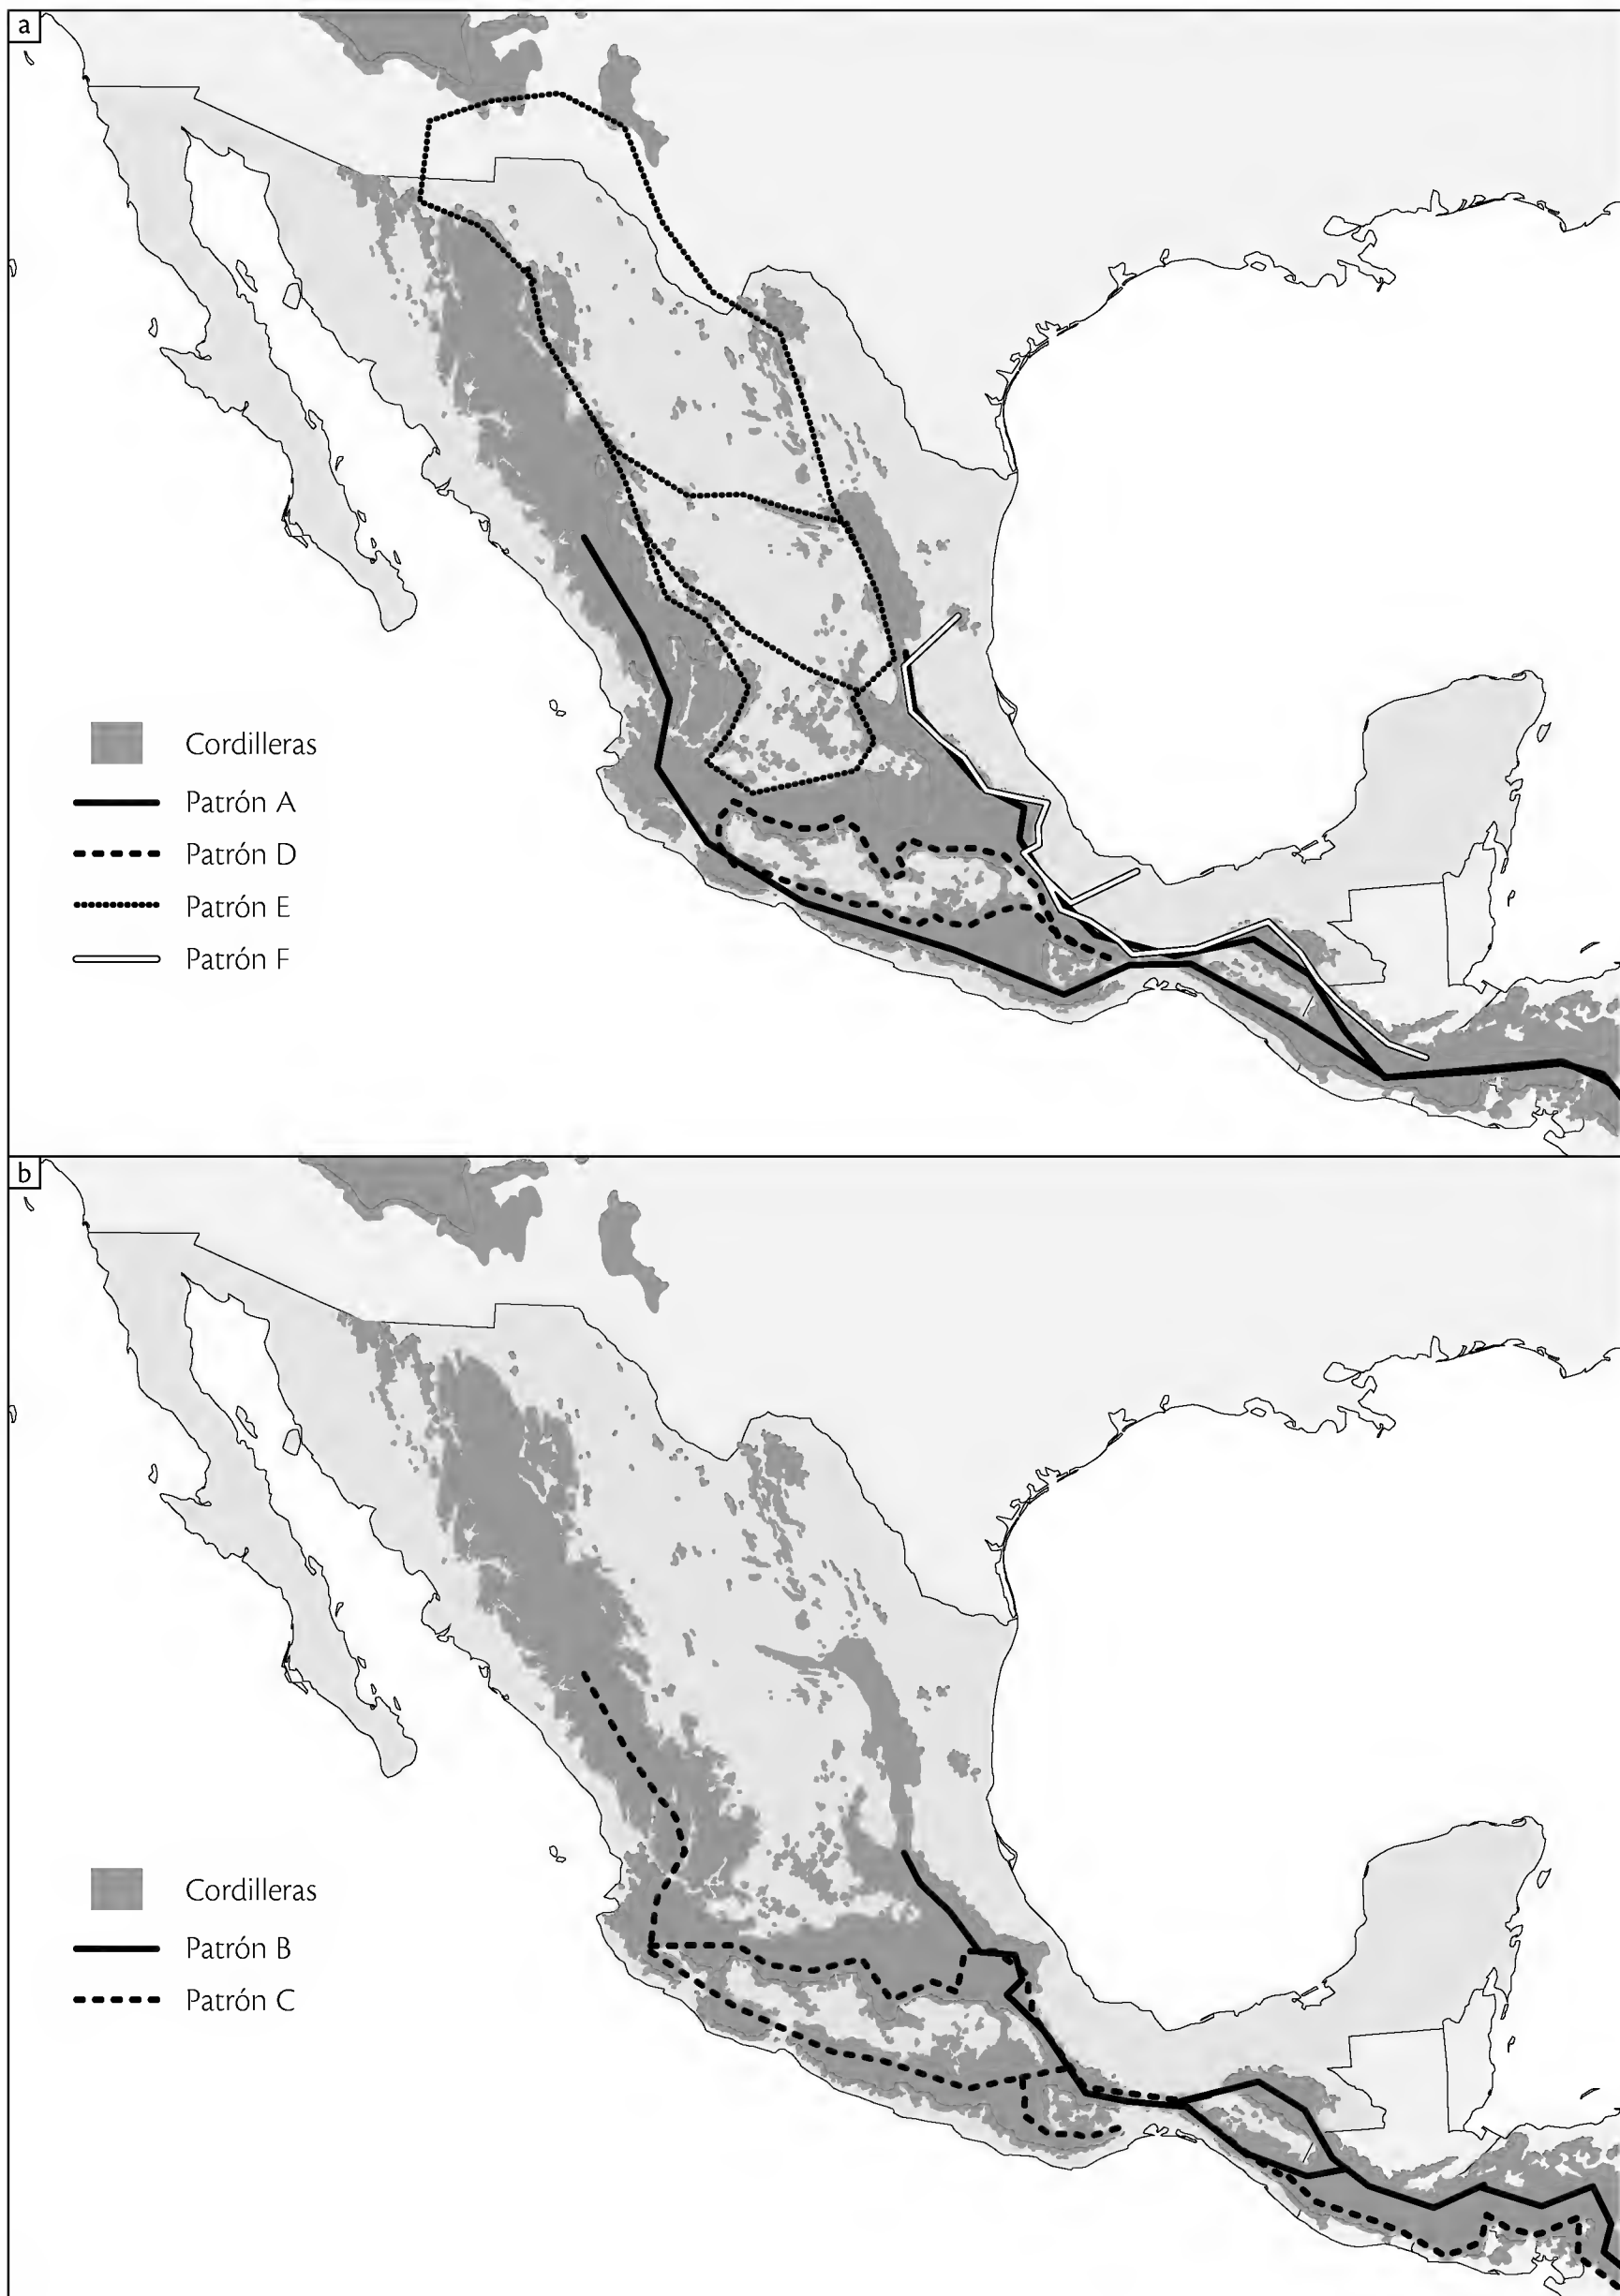 a
Cordilleras
Patrón A
Patrón D
Patrón E
Patrón F
b
Cordilleras
Patrón B
Patrón C